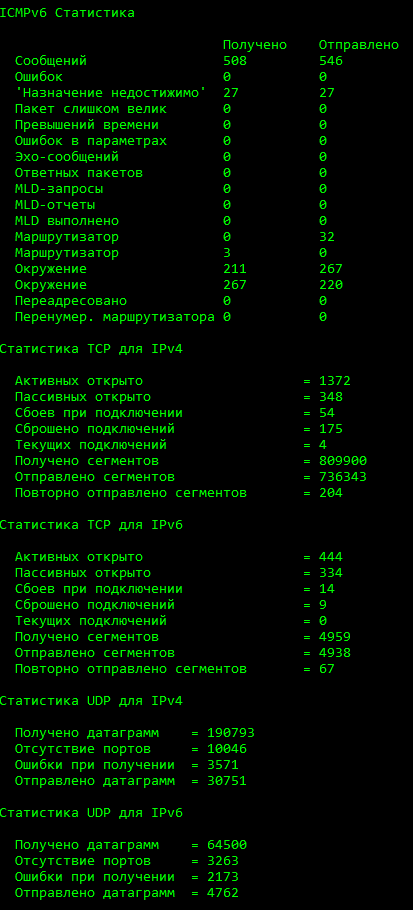 ICMPv6 Статистика
Получено Отправлено
Сообщений 508 546
Ошибок 0 0
'Назначение недостижимо' 27 27
Пакет слишком велик 0 0
Превышений времени 0 0
Ошибок в параметрах 0 0
Эхо-сообщений 0 0
Ответных пакетов 0 0
MLD-запросы 0 0
MLD-отчеты 0 0
MLD выполнено 0 0
Маршрутизатор 0 32
Маршрутизатор 3 0
Окружение 211 267
Окружение 267 220
Переадресовано 0 0
Перенумер. маршрутизатора 0 0
Статистика TCP для IPv4
Активных открыто = 1372
Пассивных открыто = 348
Сбоев при подключении = 54
Сброшено подключений = 175
Текущих подключений = 4
Получено сегментов = 809900
Отправлено сегментов = 736343
Повторно отправлено сегментов = 204
Статистика TCP для IPv6
Активных открыто = 444
Пассивных открыто = 334
Сбоев при подключении = 14
Сброшено подключений = 9
Текущих подключений = 0
Получено сегментов = 4959
Отправлено сегментов = 4938
Повторно отправлено сегментов = 67
Статистика UDP для IPv4
Получено датаграмм = 190793
Отсутствие портов = 10046
Ошибки при получении = 3571
Отправлено датаграмм = 30751
Статистика UDP для IPv6
Получено датаграмм = 64500
Отсутствие портов = 3263
Ошибки при получении = 2173
Отправлено датаграмм = 4762